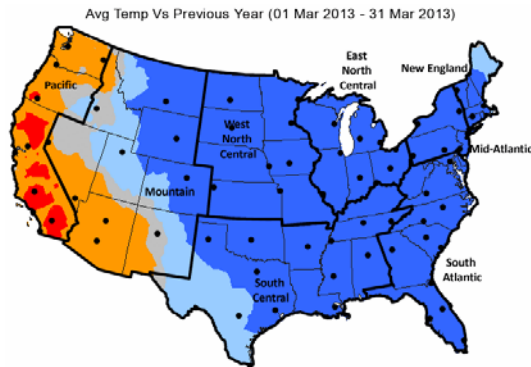 Avg Temp Vs Previous Year (01 Mar 2013 - 31 Mar 2013)
East
North
Central
New England
Pacific
West
North
Central
Mid-Atlantic
Mountain
South
Atlantic
South
Central